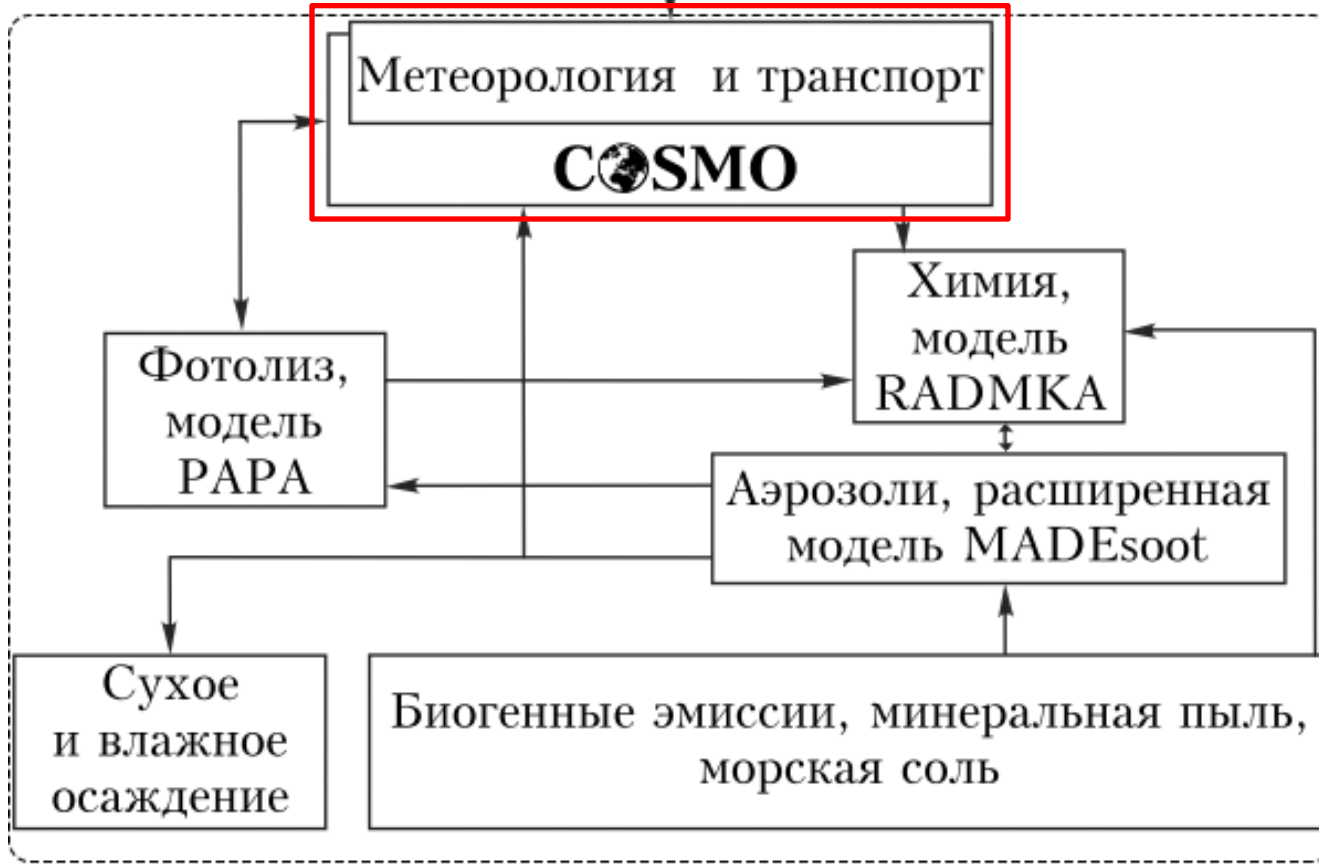 Метеорология и транспорт
COSMO
Химия,
модель
RADMKA
Фотолиз,
модель
PAPA
Аэрозоли, расширенная
модель MADEsoot
Сухое
и влажное
осаждение
Биогенные эмиссии, минеральная пыль,
морская соль